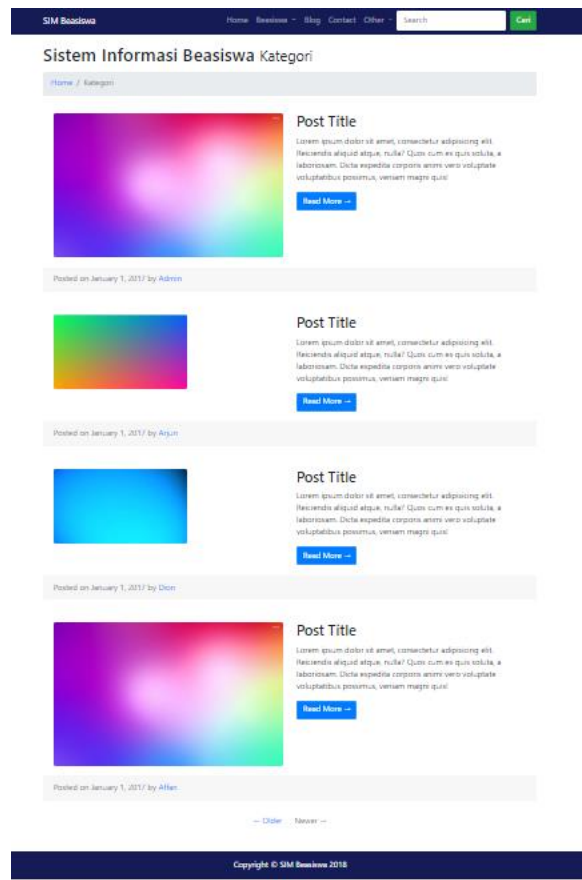 SIM Beasiswa Home Beasiswa Blog Contact Other Search Cari
Sistem Informasi Beasiswa Kategori
Home / Kategori
Post Title
Lorem ipsum dolor sit amet, consectetur adipisicing elit.
Reiciendis aliquid atque, nulla? Quos cum ex quis soluta, a
laboriosam. Dicta expedita corporis animi vero voluptate
voluptatibus possimus, veniam magni quis!
Read More →
Posted on January 1, 2017 by Admin
Post Title
Lorem ipsum dolor sit amet, consectetur adipisicing elit.
Reiciendis aliquid atque, nulla? Quos cum ex quis soluta, a
laboriosam. Dicta expedita corporis animi vero voluptate
voluptatibus possimus, veniam magni quis!
Read More →
Posted on January 1, 2017 by Arjun
Post Title
Lorem ipsum dolor sit amet, consectetur adipisicing elit.
Reiciendis aliquid atque, nulla? Quos cum ex quis soluta, a
laboriosam. Dicta expedita corporis animi vero voluptate
voluptatibus possimus, veniam magni quis!
Read More →
Posted on January 1, 2017 by Dion
Post Title
Lorem ipsum dolor sit amet, consectetur adipisicing elit.
Reiciendis aliquid atque, nulla? Quos cum ex quis soluta, a
laboriosam. Dicta expedita corporis animi vero voluptate
voluptatibus possimus, veniam magni quis!
Read More →
Posted on January 1, 2017 by Affan
← Older Newer →
Copyright © SIM Beasiswa 2018